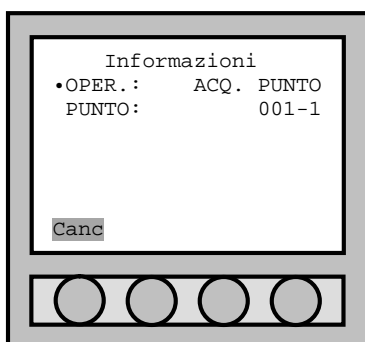 Informazioni
•OPER.: ACQ. PUNTO
PUNTO: 001-1
Canc